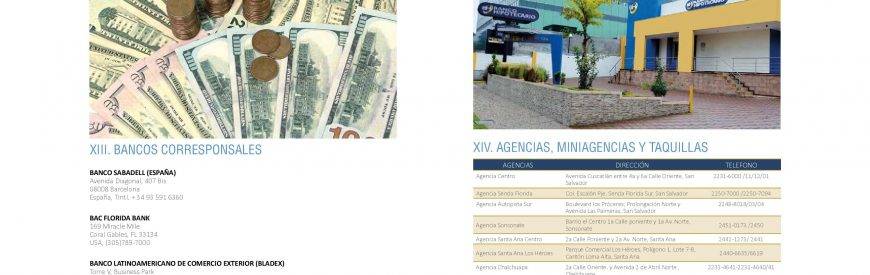 BANCO
HIPOTECARIO
XIII. BANCOS CORRESPONSALES
BANCO SABADELL (ESPAÑA)
Avenida Diagonal, 407 Bis
08008 Barcelona
España, Tintl. +34 93 591 6360
BAC FLORIDA BANK
169 Miracle Mile
Coral Gables, FL 33134
USA, (305)789-7000
BANCO LATINOAMERICANO DE COMERCIO EXTERIOR (BLADEX)
Torre V, Business Park
XIV. AGENCIAS, MINIAGENCIAS Y TAQUILLAS
AGENCIAS DIRECCIÓN TELEFONO
Agencia Centro Avenida Cuscatlán entre 4a y 6a Calle Oriente, San Salvador 2231-6000 /11/12/01
Agencia Senda Florida Col. Escalón Pje. Senda Florida Sur, San Salvador 2250-7000 /2250-7094
Agencia Autopista Sur Boulevard los Próceres, Prolongación Norte y Avenida Las Palmeras, San Salvador 2248-4018/03/04
Agencia Sonsonate Barrio el Centro 1a Calle poniente y 1a Av. Norte, Sonsonate 2451-0173 /2450
Agencia Santa Ana Centro 2a Calle Poniente y 2a Av. Norte, Santa Ana 2441-1273/ 2441
Agencia Santa Ana Los Héroes Parque Comercial Los Héroes, Polígono 1, Lote 7-8, Cantón Loma Alta, Santa Ana 2440-6635/6619
Agencia Chalchuapa 2a Calle Oriente, y Avenida 2 de Abril Norte, Chalchuapa 2231-4641-2231-4640/41